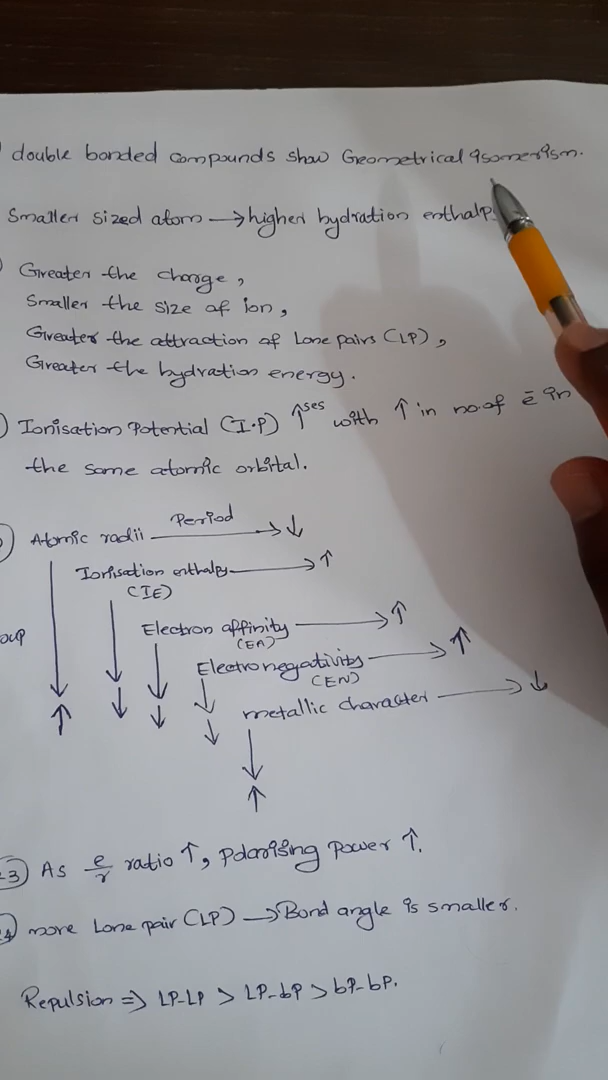 double bonded compounds show Geometrical isomerism.
Smaller sized atom → higher hydration enthalp
Greater the charge,
Smaller the size of ion,
Greater the attraction of Lone pairs (LP),
Greater the hydration energy.
Ionisation Potential (I.P) ↑ses with ↑ in no of ē in
the same atomic orbital.
Atomic radii Period → ↓
Ionisation enthalpy → ↑
(IE)
Electron affinity → ↑
(EA)
Electronegativity → ↑
(EN)
metallic character → ↓
↓ ↓ ↓ ↓ ↓
↑ ↓ ↓ ↓ ↑
23) As e/r ratio ↑, Polarising Power ↑.
more Lone pair (LP) → Bond angle is smaller.
Repulsion ⇒ LP-LP > LP-bP > bP-bP.